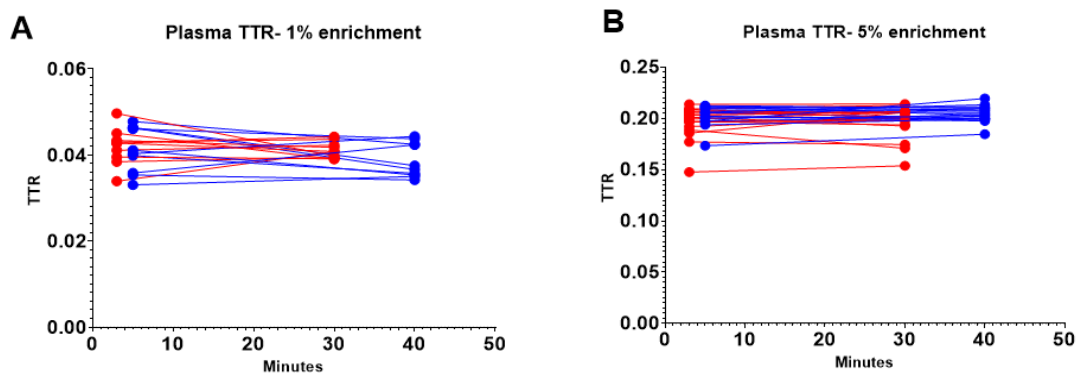 A
Plasma TTR- 1% enrichment
0.06
0.04
0.02
0.00
TTR
0 10 20 30 40 50
Minutes
B
Plasma TTR- 5% enrichment
0.25
0.20
0.15
0.10
0.05
0.00
TTR
0 10 20 30 40 50
Minutes